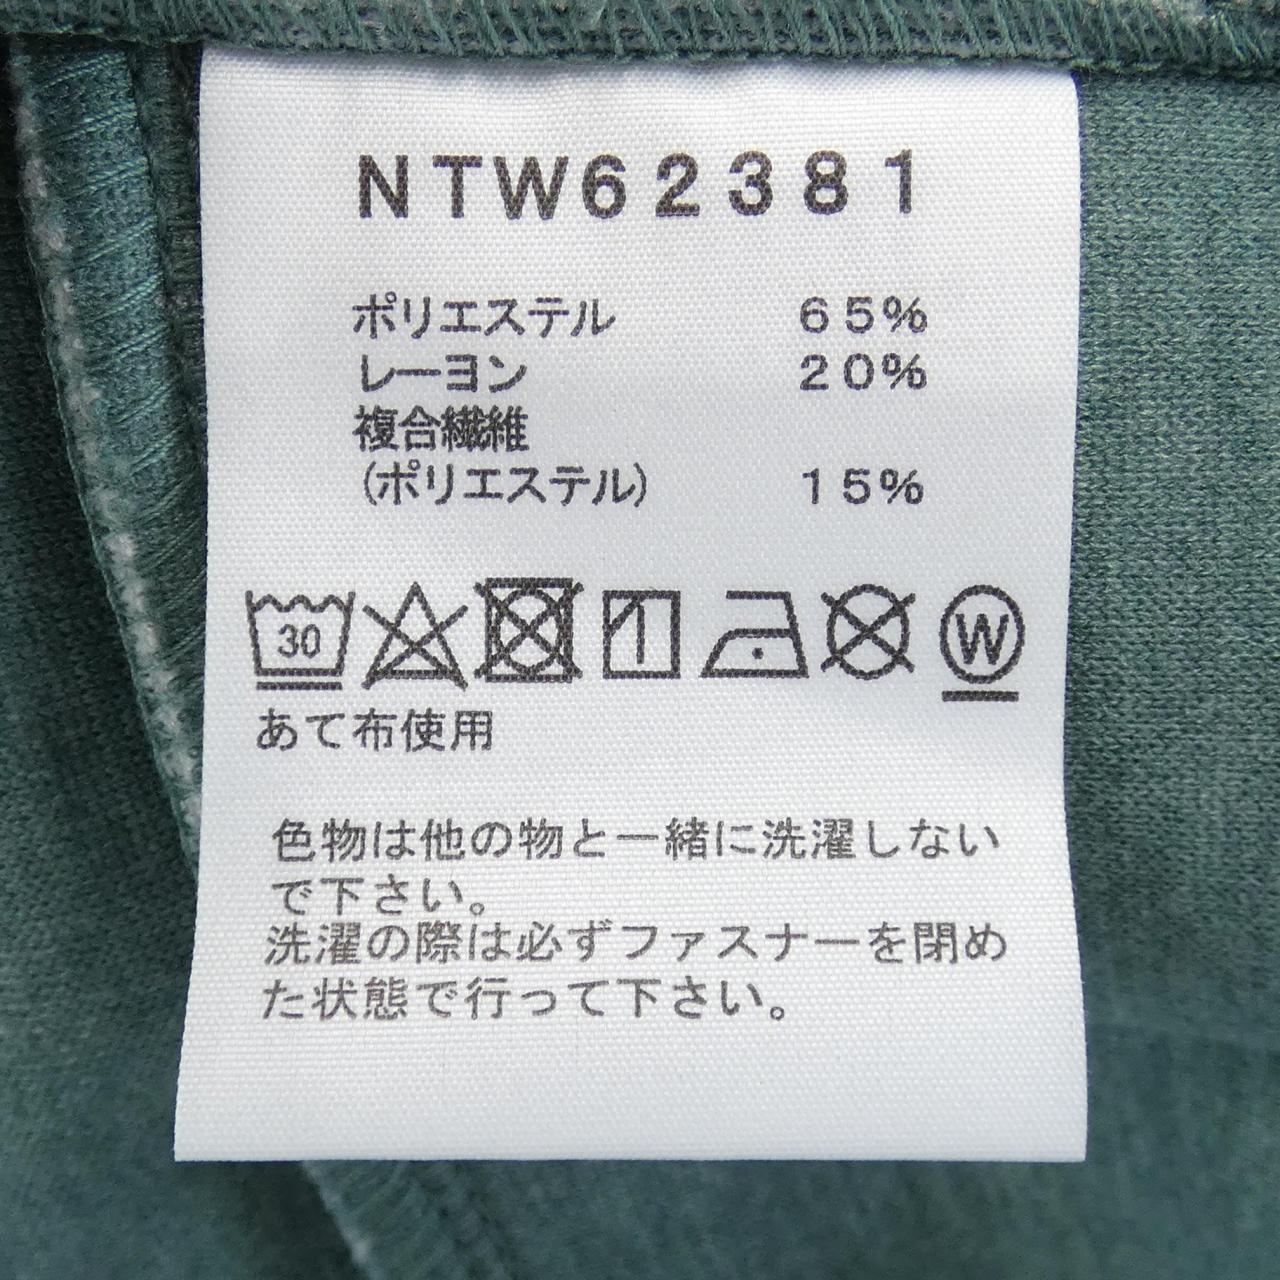 NTW62381
ポリエステル 65%
レーヨン 20%
複合繊維
(ポリエステル) 15%
30 W
あて布使用
色物は他の物と一緒に洗濯しない
で下さい。
洗濯の際は必ずファスナーを閉め
た状態で行って下さい。